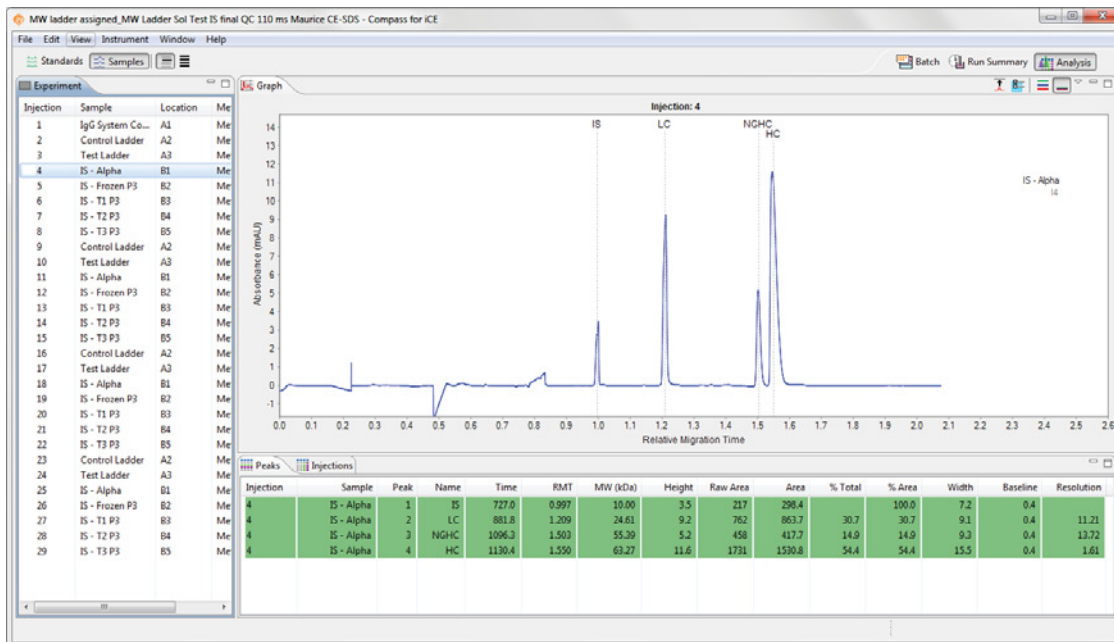 MW ladder assigned_MW Ladder Sol Test IS final QC 110 ms Maurice CE-SDS - Compass for iCE
File Edit View Instrument Window Help
Standards Samples Batch Run Summary Analysis
Experiment
Injection Sample Location Me
1 IgG System Co... A1 Me
2 Control Ladder A2 Me
3 Test Ladder A3 Me
4 IS - Alpha B1 Me
5 IS - Frozen P3 B2 Me
6 IS - T1 P3 B3 Me
7 IS - T2 P3 B4 Me
8 IS - T3 P3 B5 Me
9 Control Ladder A2 Me
10 Test Ladder A3 Me
11 IS - Alpha B1 Me
12 IS - Frozen P3 B2 Me
13 IS - T1 P3 B3 Me
14 IS - T2 P3 B4 Me
15 IS - T3 P3 B5 Me
16 Control Ladder A2 Me
17 Test Ladder A3 Me
18 IS - Alpha B1 Me
19 IS - Frozen P3 B2 Me
20 IS - T1 P3 B3 Me
21 IS - T2 P3 B4 Me
22 IS - T3 P3 B5 Me
23 Control Ladder A2 Me
24 Test Ladder A3 Me
25 IS - Alpha B1 Me
26 IS - Frozen P3 B2 Me
27 IS - T1 P3 B3 Me
28 IS - T2 P3 B4 Me
29 IS - T3 P3 B5 Me
Graph
Injection: 4
IS LC NGHC
HC
IS - Alpha
14
Absorbance (mAU)
14
13
12
11
10
9
8
7
6
5
4
3
2
1
0
-1
0.0 0.1 0.2 0.3 0.4 0.5 0.6 0.7 0.8 0.9 1.0 1.1 1.2 1.3 1.4 1.5 1.6 1.7 1.8 1.9 2.0 2.1 2.2 2.3 2.4 2.5 2.6
Relative Migration Time
Peaks Injections
Injection Sample Peak Name Time RMT MW (kDa) Height Raw Area Area % Total % Area Width Baseline Resolution
4 IS - Alpha 1 IS 727.0 0.997 10.00 3.5 217 298.4 100.0 7.2 0.4
4 IS - Alpha 2 LC 881.8 1.209 24.61 9.2 762 863.7 30.7 30.7 9.1 0.4 11.21
4 IS - Alpha 3 NGHC 1096.3 1.503 55.39 5.2 458 417.7 14.9 14.9 9.3 0.4 13.72
4 IS - Alpha 4 HC 1130.4 1.550 63.27 11.6 1731 1530.8 54.4 54.4 15.5 0.4 1.61